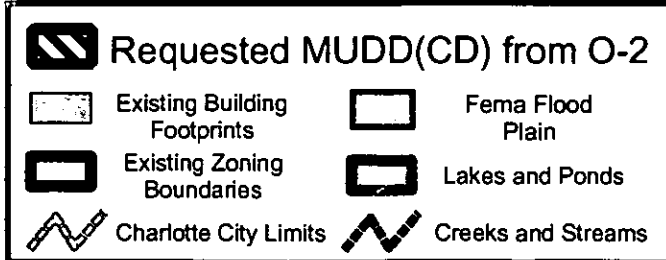 Requested MUDD(CD) from O-2
Existing Building
Footprints
Fema Flood
Plain
Existing Zoning
Boundaries
Lakes and Ponds
Charlotte City Limits
Creeks and Streams